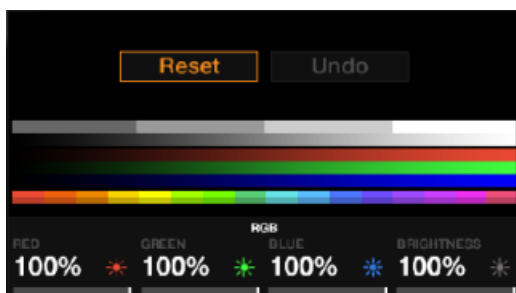 Reset Undo
RGB
RED GREEN BLUE BRIGHTNESS
100% 100% 100% 100%